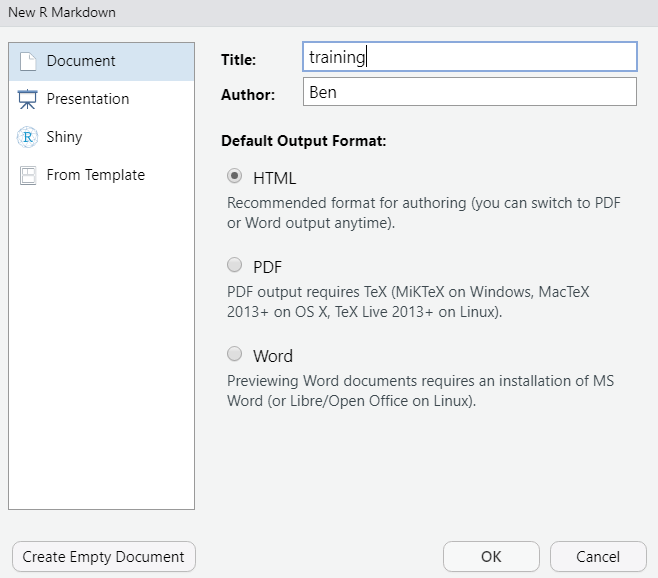 New R Markdown
Document
Presentation
Shiny
From Template
Title:
training
Author:
Ben
Default Output Format:
HTML
Recommended format for authoring (you can switch to PDF
or Word output anytime).
PDF
PDF output requires TeX (MiKTeX on Windows, MacTeX
2013+ on OS X, TeX Live 2013+ on Linux).
Word
Previewing Word documents requires an installation of MS
Word (or Libre/Open Office on Linux).
Create Empty Document
OK
Cancel